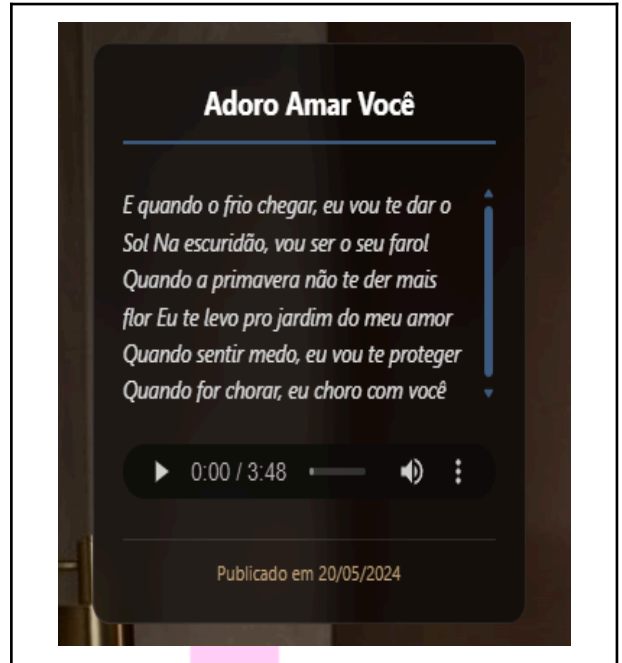 Adoro Amar Você
E quando o frio chegar, eu vou te dar o
Sol Na escuridão, vou ser o seu farol
Quando a primavera não te der mais
flor Eu te levo pro jardim do meu amor
Quando sentir medo, eu vou te proteger
Quando for chorar, eu choro com você
0:00 / 3:48
Publicado em 20/05/2024